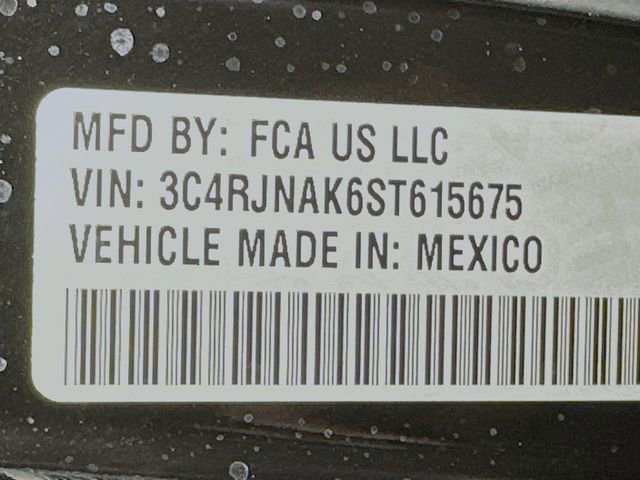 MFD BY: FCA US LLC
VIN: 3C4RJNAK6ST615675
VEHICLE MADE IN: MEXICO